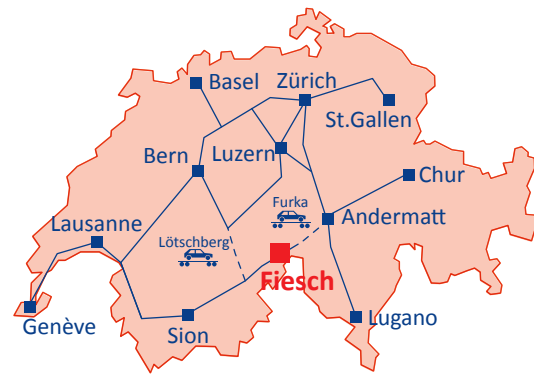 Basel
Zürich
St.Gallen
Bern
Luzern
Chur
Furka
Andermatt
Lausanne
Lötschberg
Fiesch
Genève
Sion
Lugano